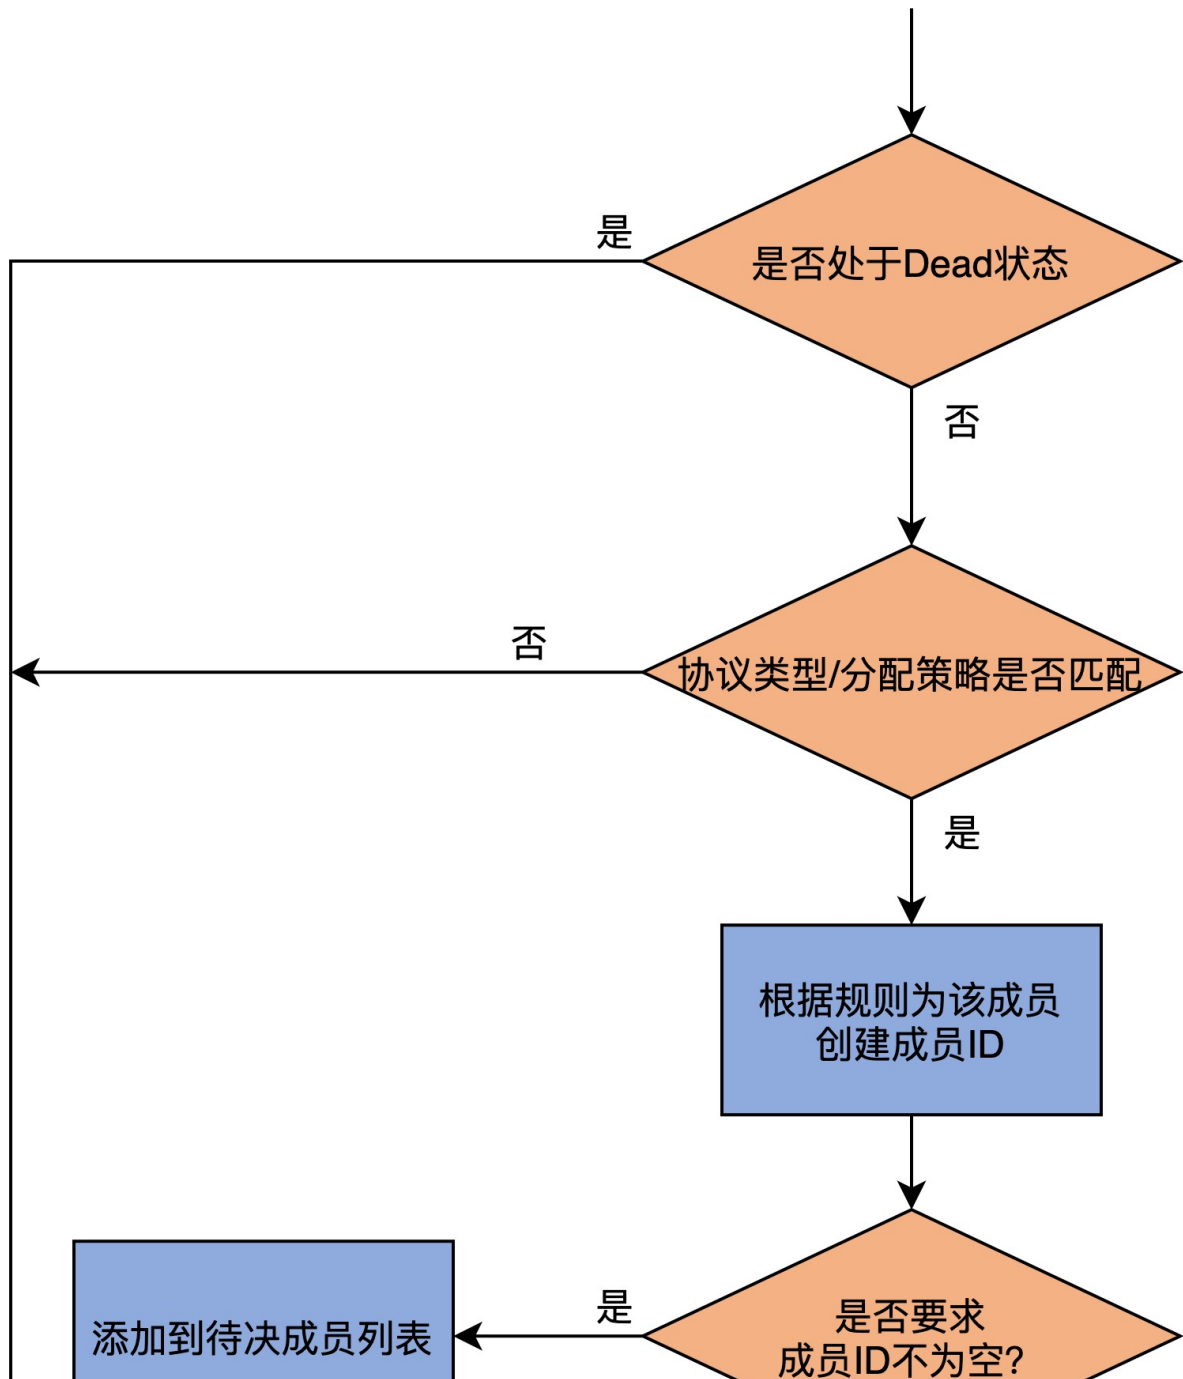 是
是否处于Dead状态
否
否
协议类型/分配策略是否匹配
是
根据规则为该成员
创建成员ID
添加到待决成员列表
是
是否要求
成员ID不为空?